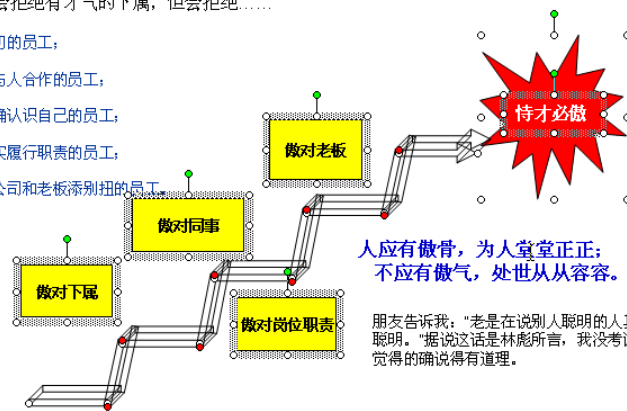 会拒绝有才气的下属，但会拒绝……
的员工；
与人合作的员工；
确认识自己的员工；
实履行职责的员工；
公司和老板添别扭的员工。
恃才必傲
做对老板
做对同事
做对下属
做对岗位职责
人应有傲骨，为人堂堂正正；
不应有傲气，处世从从容容。
朋友告诉我："老是在说别人聪明的人
聪明。"据说这话是林彪所言，我没考
觉得的确说得有道理。